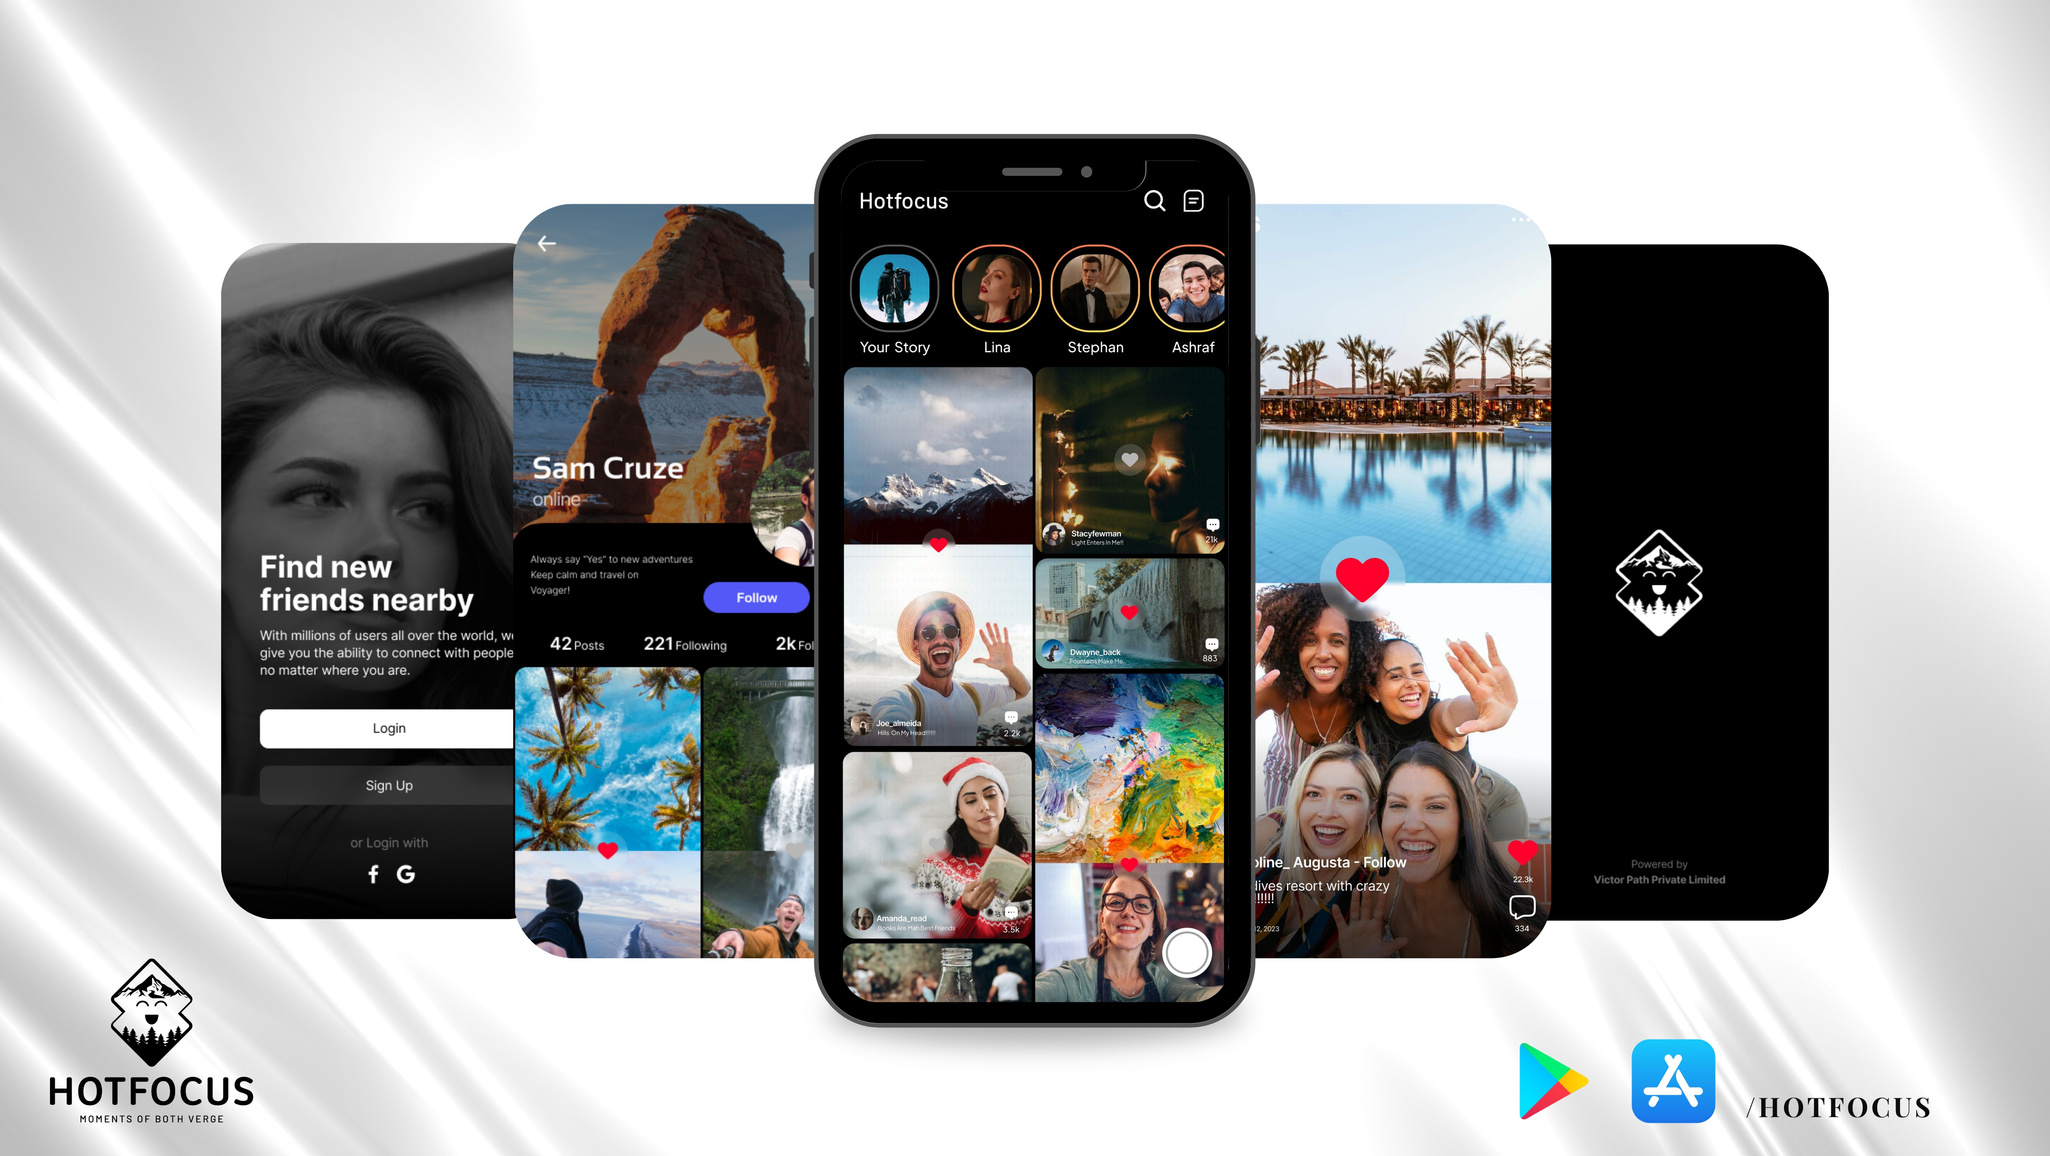 Find new
friends nearby
With millions of users all over the world, we
give you the ability to connect with people
no matter where you are.
Login
Sign Up
or Login with
Sam Cruze
online
Always say "Yes" to new adventures
Keep calm and travel on
Voyager!
Follow
42 Posts
221 Following
2k Fol
Hotfocus
Your Story
Lina
Stephan
Ashraf
Stacyfewman
Light Enters In Me!!
21k
Dwayne_back
Fountains Make Me..
883
Joe_almeida
Hills On My Head!!!!!!
2.2k
Amanda_read
Books Are Mah Best Friends
3.5k
oline_ Augusta - Follow
dives resort with crazy
!!!!!!
22.3k
334
12, 2023
Powered by
Victor Path Private Limited
HOTFOCUS
MOMENTS OF BOTH VERGE
/HOTFOCUS